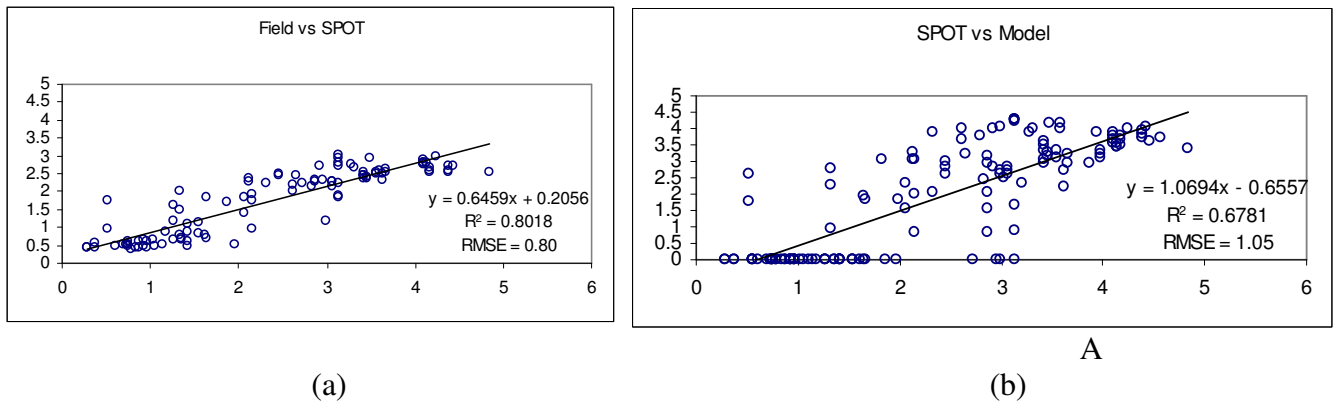 Field vs SPOT
5
4.5
4
3.5
3
2.5
2
1.5
1
0.5
0
0 1 2 3 4 5 6
y = 0.6459x + 0.2056
R² = 0.8018
RMSE = 0.80
(a)
SPOT vs Model
5
4.5
4
3.5
3
2.5
2
1.5
1
0.5
0
0 1 2 3 4 5 6
y = 1.0694x - 0.6557
R² = 0.6781
RMSE = 1.05
A
(b)